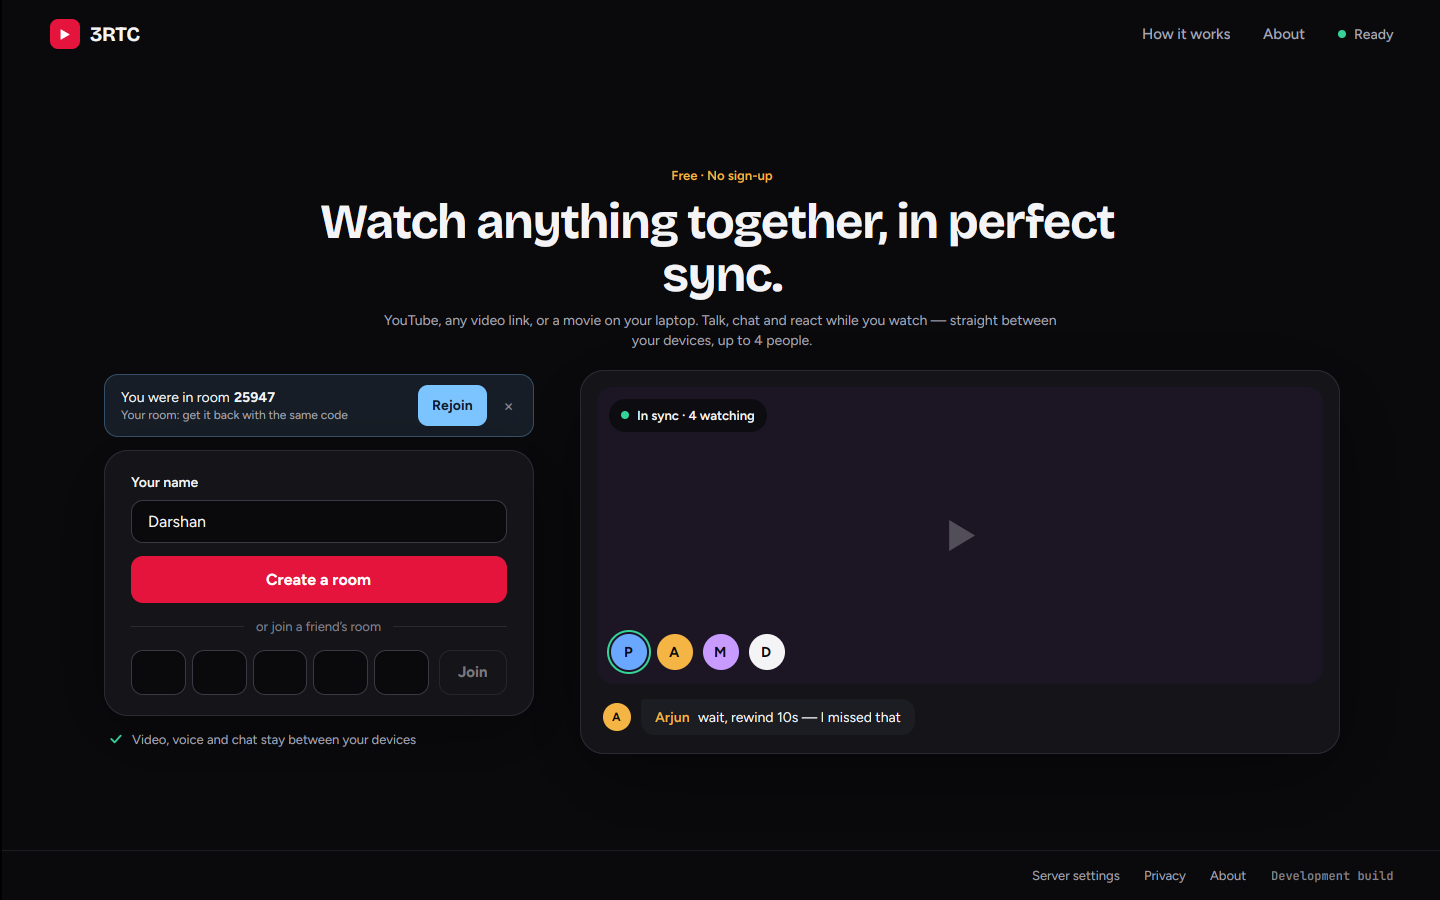 3RTC
How it works
About
Ready
Free · No sign-up
Watch anything together, in perfect
sync.
YouTube, any video link, or a movie on your laptop. Talk, chat and react while you watch — straight between
your devices, up to 4 people.
You were in room 25947
Your room: get it back with the same code
Rejoin
×
Your name
Darshan
Create a room
or join a friend's room
Join
Video, voice and chat stay between your devices
In sync · 4 watching
P
A
M
D
A
Arjun wait, rewind 10s — I missed that
Server settings
Privacy
About
Development build